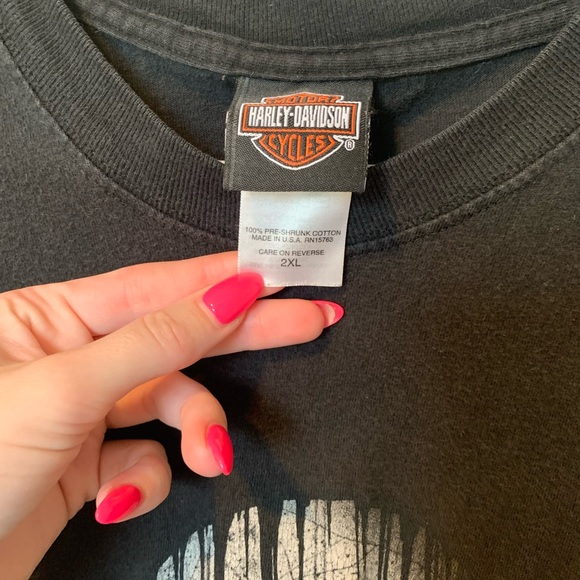 MOTOR
HARLEY-DAVIDSON
CYCLES
®
100% PRE-SHRUNK COTTON
MADE IN U.S.A. RN15763
CARE ON REVERSE
2XL